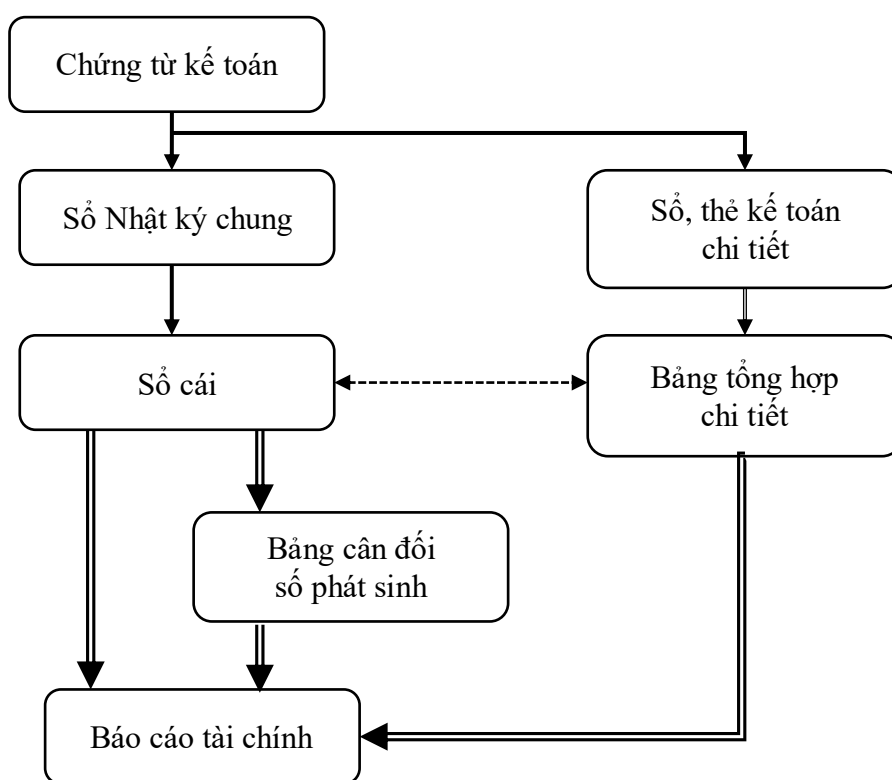 Chứng từ kế toán
Sổ Nhật ký chung
Sổ, thẻ kế toán
chi tiết
Sổ cái
Bảng tổng hợp
chi tiết
Bảng cân đối
số phát sinh
Báo cáo tài chính